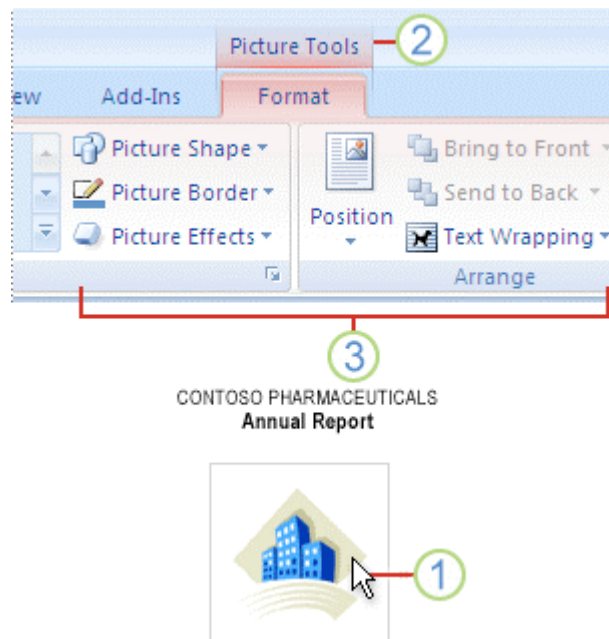 Picture Tools
2
ew Add-Ins Format
Picture Shape
Picture Border
Picture Effects
Position
Bring to Front
Send to Back
Text Wrapping
Arrange
3
CONTOSO PHARMACEUTICALS
Annual Report
1